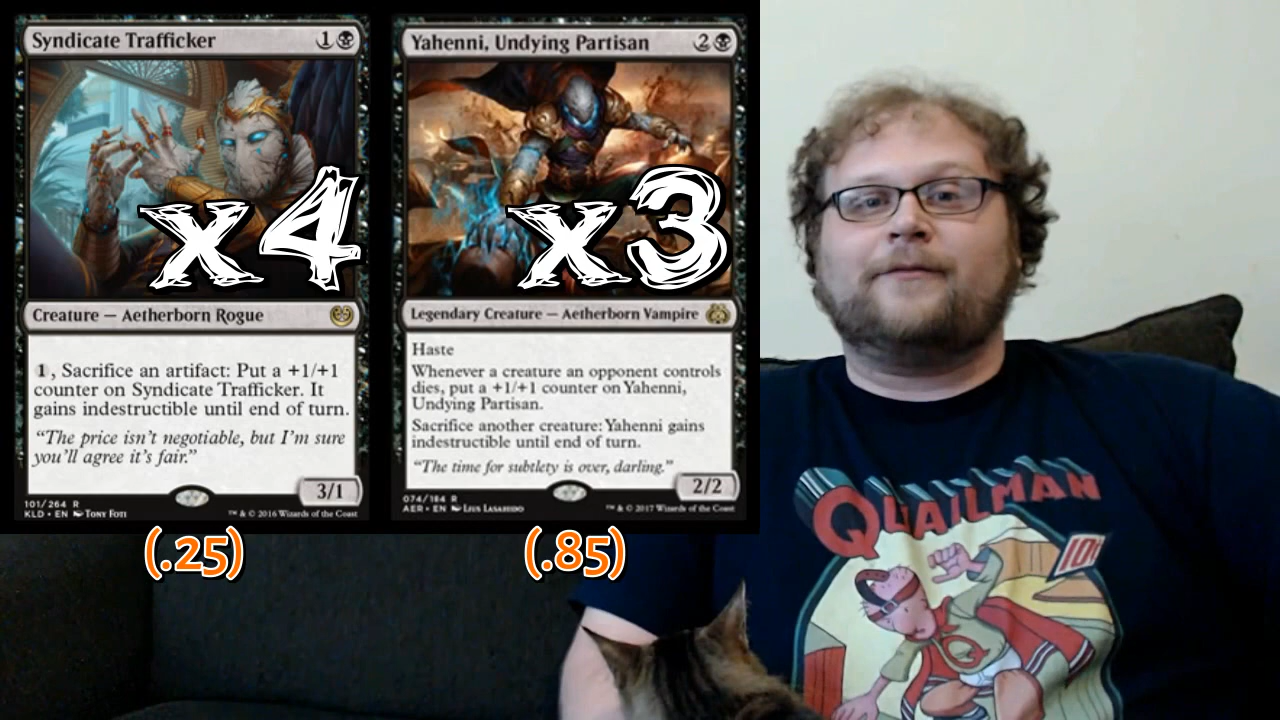 Syndicate Trafficker 1
x4
Creature — Aetherborn Rogue
1, Sacrifice an artifact: Put a +1/+1
counter on Syndicate Trafficker. It
gains indestructible until end of turn.
“The price isn’t negotiable, but I’m sure
you’ll agree it’s fair.”
3/1
101/264 R
KLD • EN Tony Foti
™ & © 2016 Wizards of the Coast
(.25)
Yahenni, Undying Partisan 2
x3
Legendary Creature — Aetherborn Vampire
Haste
Whenever a creature an opponent controls
dies, put a +1/+1 counter on Yahenni,
Undying Partisan.
Sacrifice another creature: Yahenni gains
indestructible until end of turn.
“The time for subtlety is over, darling.”
2/2
074/184 R
AER • EN Lius Lasahido
™ & © 2017 Wizards of the Coast
(.85)
QUAILMAN
10¢
Q